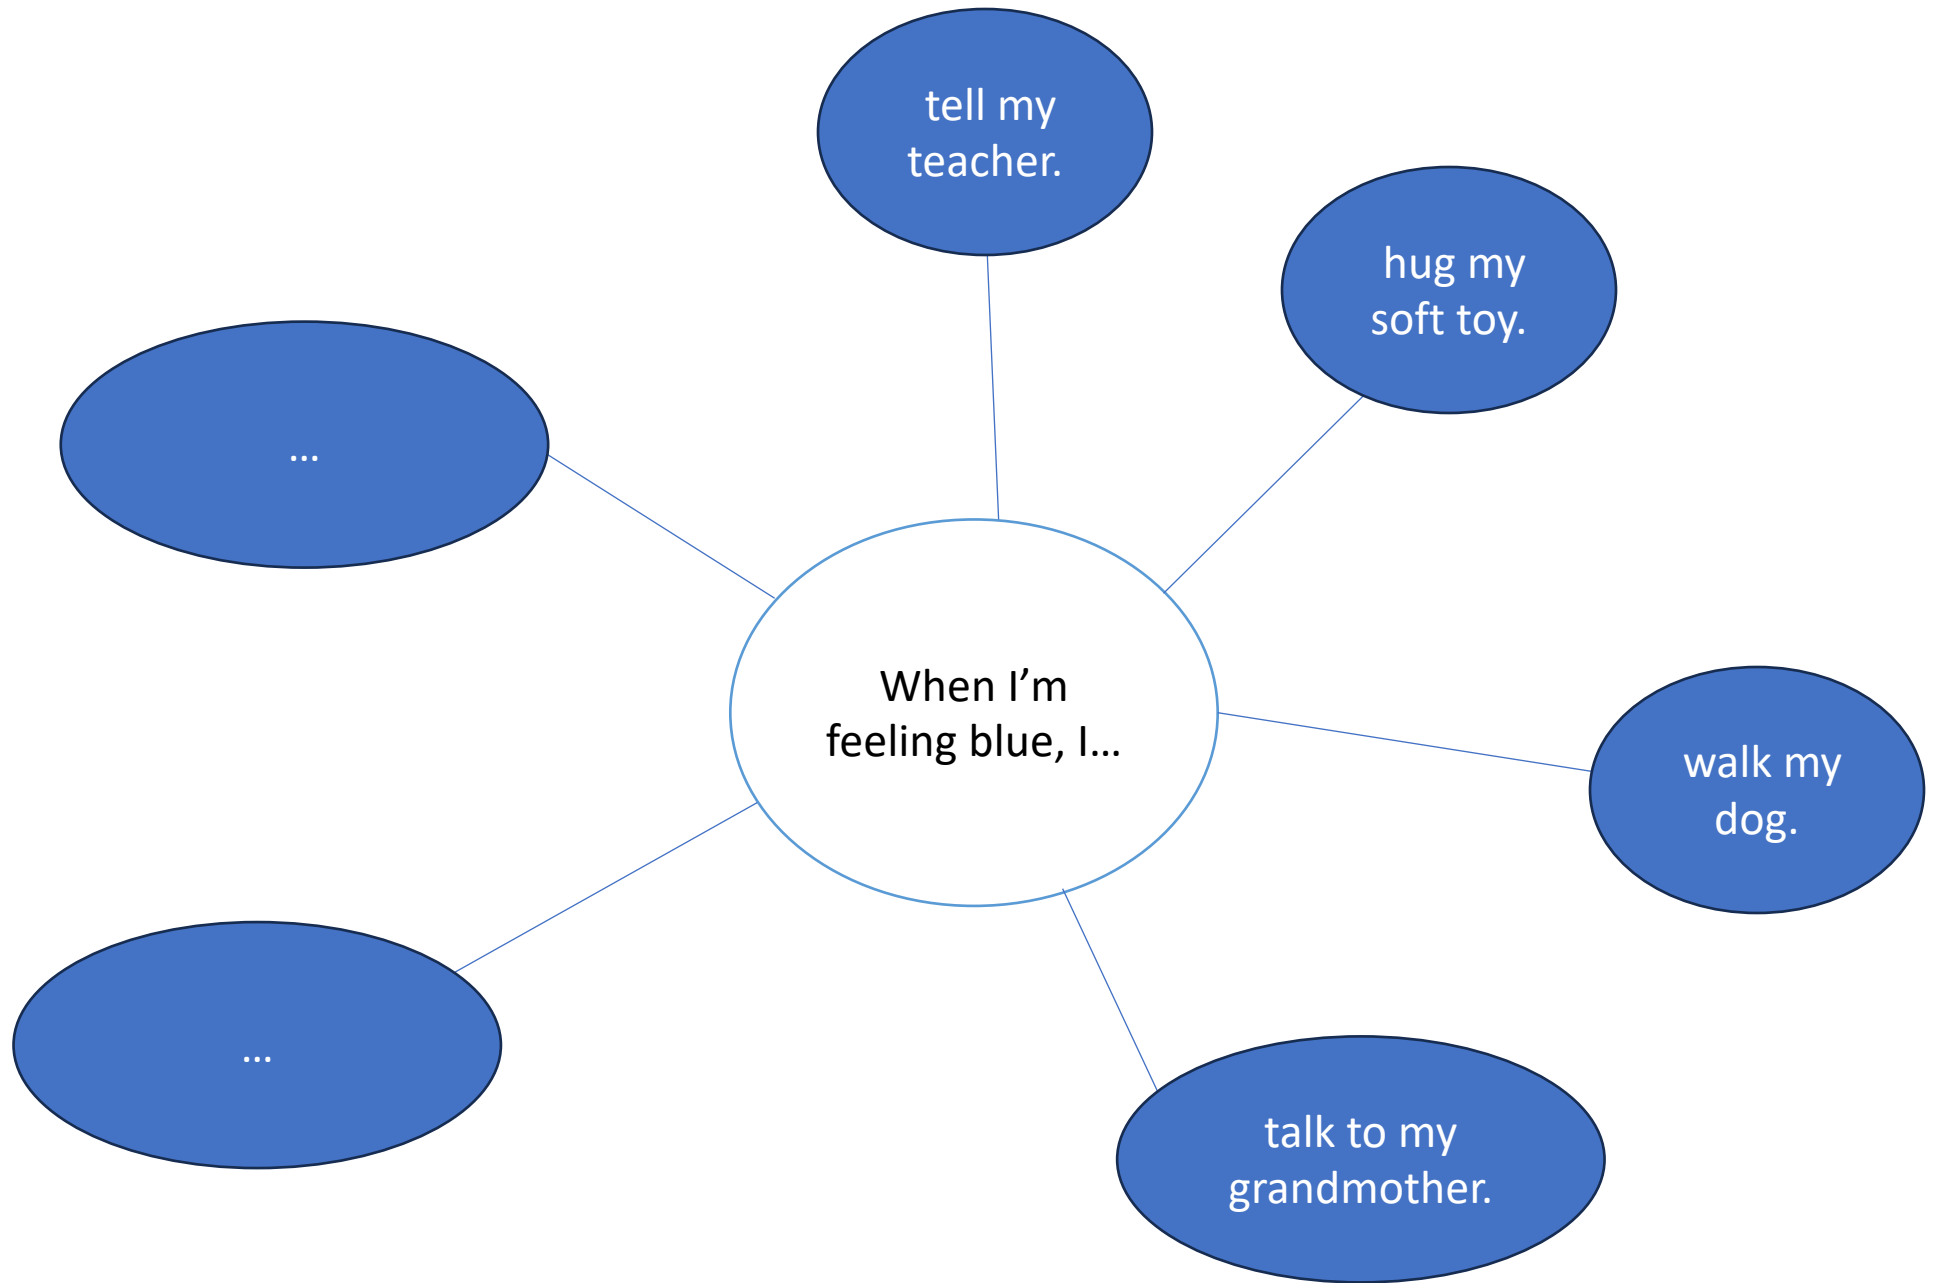 tell my
teacher.
hug my
soft toy.
…
When I’m
feeling blue, I…
walk my
dog.
…
talk to my
grandmother.